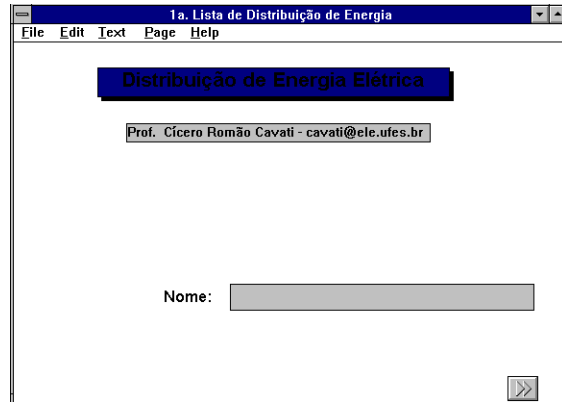 1a. Lista de Distribuição de Energia
File Edit Text Page Help
Distribuição de Energia Elétrica
Prof. Cícero Romão Cavati - cavati@ele.ufes.br
Nome: